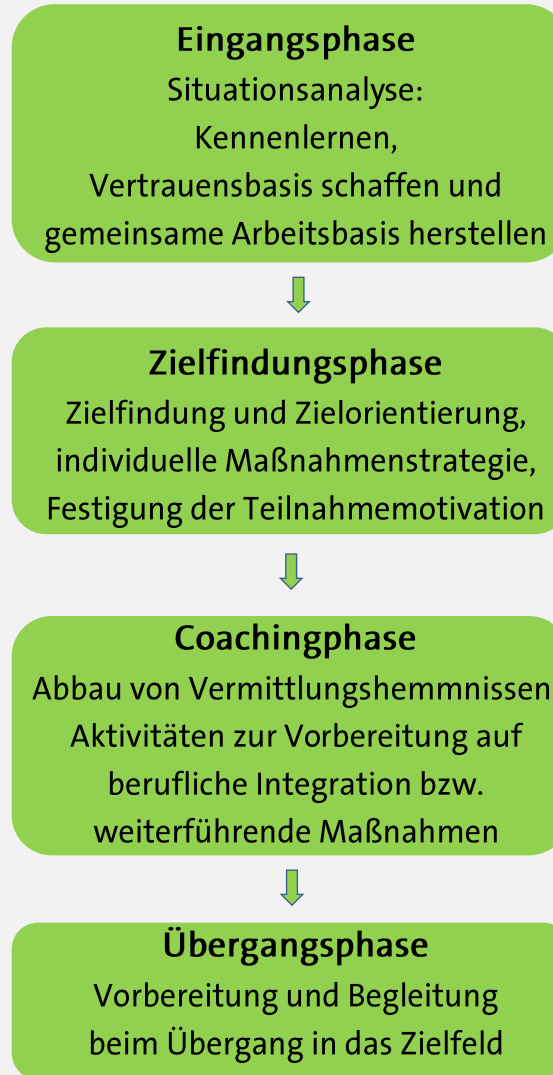 Eingangsphase
Situationsanalyse:
Kennenlernen,
Vertrauensbasis schaffen und
gemeinsame Arbeitsbasis herstellen
Zielfindungsphase
Zielfindung und Zielorientierung,
individuelle Maßnahmenstrategie,
Festigung der Teilnahmemotivation
Coachingphase
Abbau von Vermittlungshemmnissen
Aktivitäten zur Vorbereitung auf
berufliche Integration bzw.
weiterführende Maßnahmen
Übergangsphase
Vorbereitung und Begleitung
beim Übergang in das Zielfeld